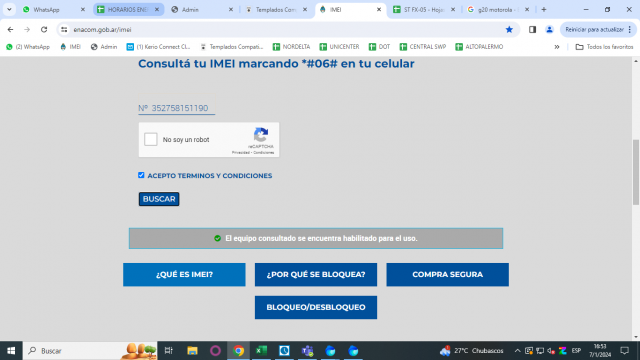 WhatsApp
HORARIOS ENE
Admin
Templados Com
IMEI
ST FX-05 - Hoja
g20 motorola -
enacom.gob.ar/imei
Reiniciar para actualizar
(2) WhatsApp
Admin
(1) Kerio Connect Cl...
Templados Compati...
NORDELTA
UNICENTER
DOT
CENTRAL SWP
ALTOPALERMO
Todos los favoritos
Consultá tu IMEI marcando *#06# en tu celular
Nº 352758151190
No soy un robot
reCAPTCHA
Privacidad - Condiciones
ACEPTO TERMINOS Y CONDICIONES
BUSCAR
El equipo consultado se encuentra habilitado para el uso.
¿QUÉ ES IMEI?
¿POR QUÉ SE BLOQUEA?
COMPRA SEGURA
BLOQUEO/DESBLOQUEO
Buscar
27°C Chubascos
ESP
16:53
7/1/2024